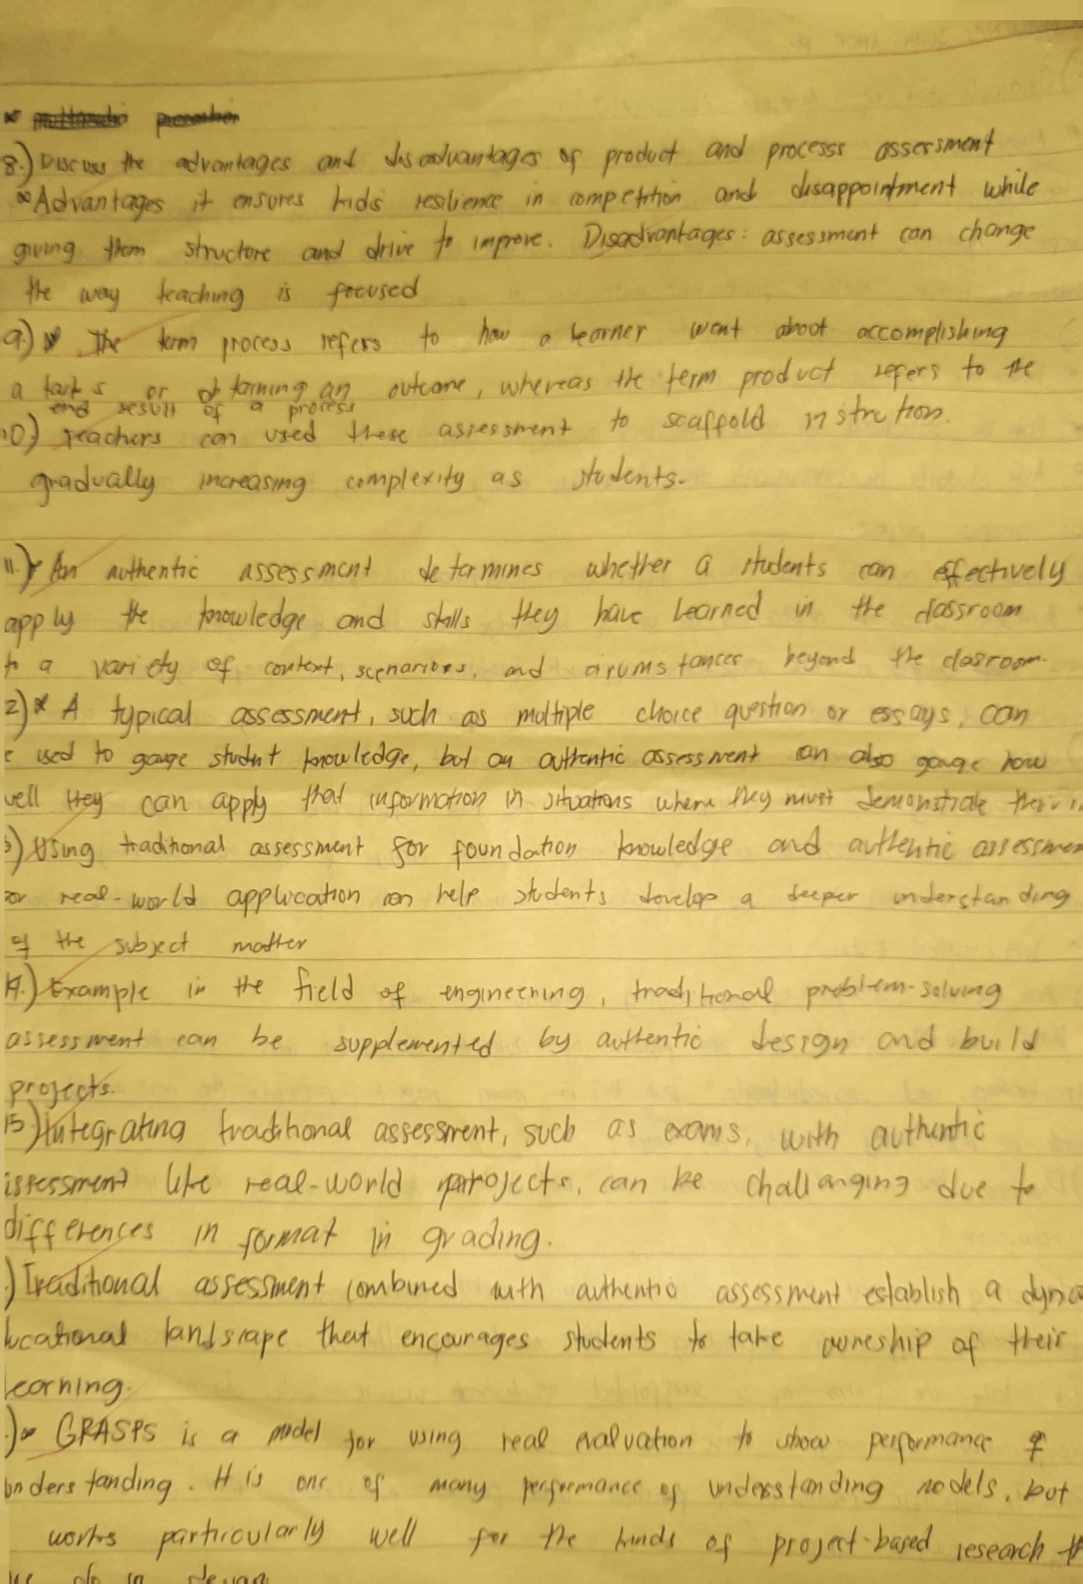 8.) Discuss the advantages and disadvantages of product and processs assessment
* Advantages it ensures kids resilience in competition and disappointment while
giving them structure and drive to improve. Disadvantages: assessment can change
the way teaching is focused
9.) The term process refers to how a learner went about accomplishing
a task s or obtaining an outcome, whereas the term product refers to the
end result of a process
10) Teachers can used these assessment to scaffold instruction.
gradually increasing complexity as students.
11.) An authentic assessment determines whether a students can effectively
apply the knowledge and skills they have learned in the classroom
to a variety of context, scenarios, and circumstances beyond the classroom.
2) * A typical assessment, such as multiple choice question or essays, can
e used to gauge student knowledge, but an authentic assessment can also gauge how
well they can apply that information in situations where they must demonstrate their
3) Using traditional assessment for foundation knowledge and authentic assessmen
for real-world application can help students develop a deeper understanding
of the subject matter
14.) Example in the field of engineering, traditional problem-solving
assessment can be supplemented by authentic design and build
projects.
15) Integrating traditional assessment, such as exams, with authentic
assessment like real-world projects, can be challanging due to
differences in format in grading.
.) Traditional assessment combined with authentic assessment establish a dyna
ucational landscape that encourages students to take owneship of their
learning.
.) GRASPS is a model for using real evaluation to show performance of
understanding. It is one of many performance of understanding models, but
works particularly well for the kinds of project-based research th
we do in